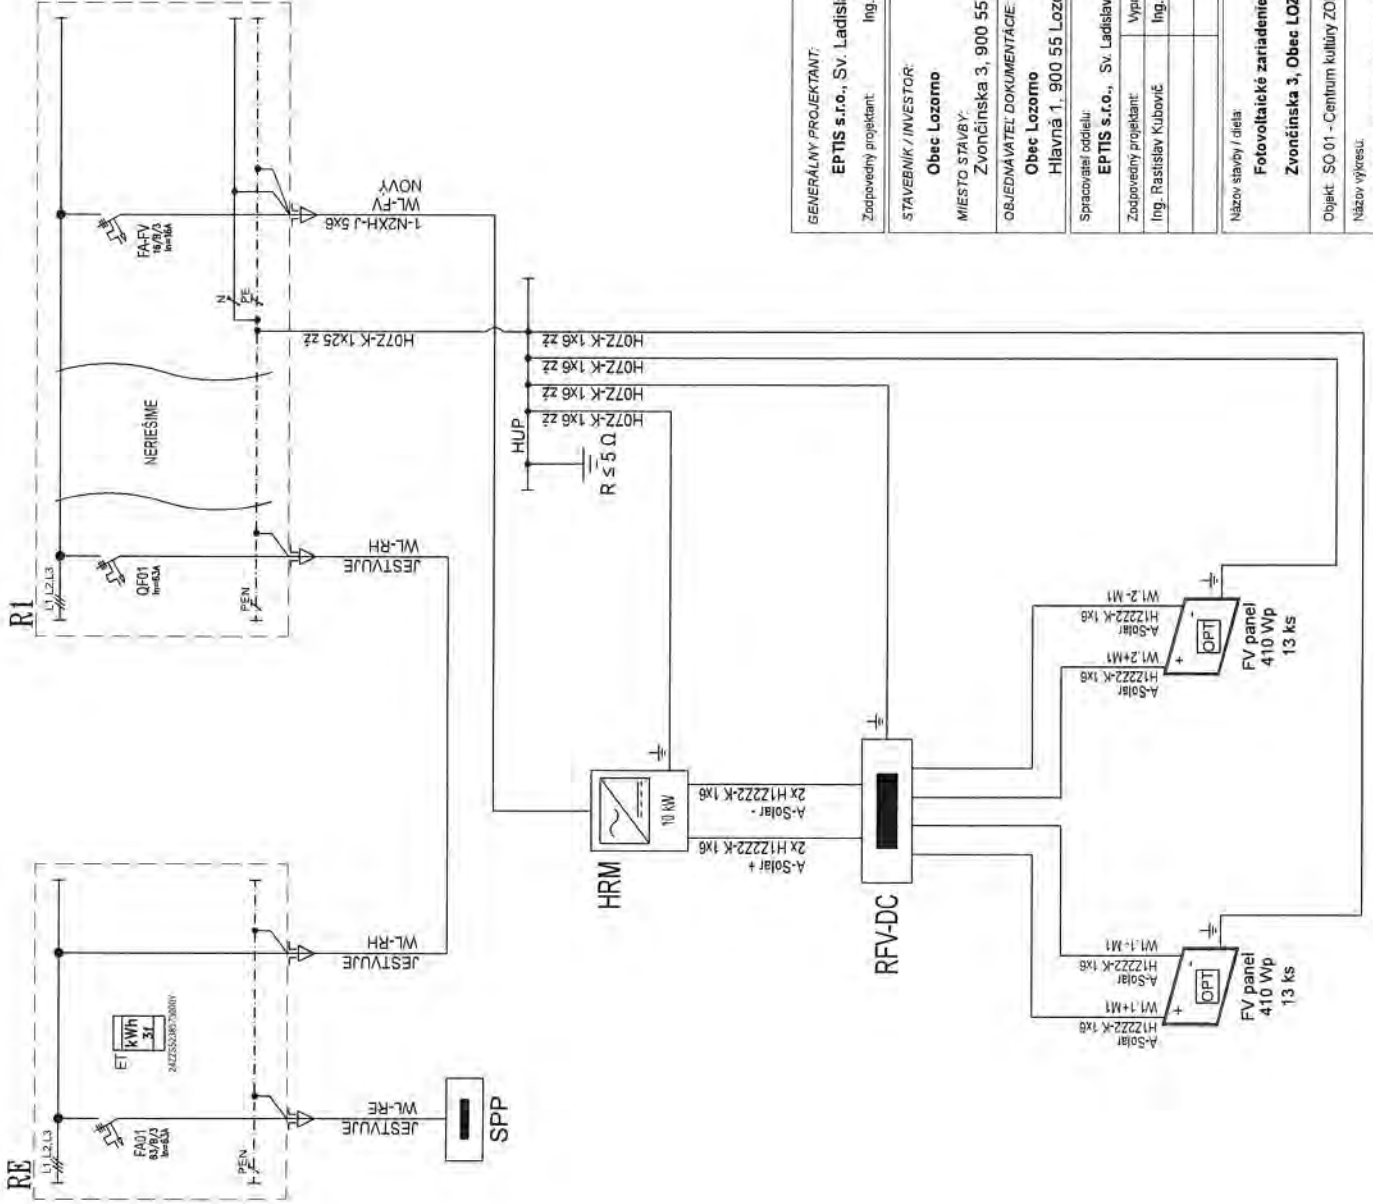 RE
L1,L2,L3
FA01
63/B/3
In=63A
PEN
ET
kWh
3f
JESTVUJE
WL-RE
SPP
JESTVUJE
WL-RH
R1
L1,L2,L3
QF01
In=63A
PEN
NERIEŠIME
JESTVUJE
WL-RH
FA-FV
16/B/3
In=16A
N
PE
H07Z-K 1x25 zž
1-N2XH-J 5x6
WL-FV
NOVÝ
HUP
R ≤ 5 Ω
H07Z-K 1x6 zž
H07Z-K 1x6 zž
H07Z-K 1x6 zž
H07Z-K 1x6 zž
HRM
10 kW
A-Solar +
2x H1Z2Z2-K 1x6
A-Solar -
2x H1Z2Z2-K 1x6
RFV-DC
A-Solar
H1Z2Z2-K 1x6
W1.1+M1
A-Solar
H1Z2Z2-K 1x6
W1.1- M1
+
-
OPT
FV panel
410 Wp
13 ks
A-Solar
H1Z2Z2-K 1x6
W1.2+M1
A-Solar
H1Z2Z2-K 1x6
W1.2- M1
+
-
OPT
FV panel
410 Wp
13 ks
GENERÁLNY PROJEKTANT:
EPTIS s.r.o., Sv. Ladisla
Zodpovedný projektant: Ing.
STAVEBNÍK / INVESTOR:
Obec Lozorno
MIESTO STAVBY:
Zvončínska 3, 900 55
OBJEDNÁVATEĽ DOKUMENTÁCIE:
Obec Lozorno
Hlavná 1, 900 55 Lozo
Spracovateľ oddielu:
EPTIS s.r.o., Sv. Ladislav
Zodpovedný projektant: Vypr
Ing. Rastislav Kubovič Ing.
Názov stavby / diela:
Fotovoltaické zariadenie
Zvončínska 3, Obec LOZ
Objekt: SO 01 - Centrum kultúry ZO
Názov výkresu: